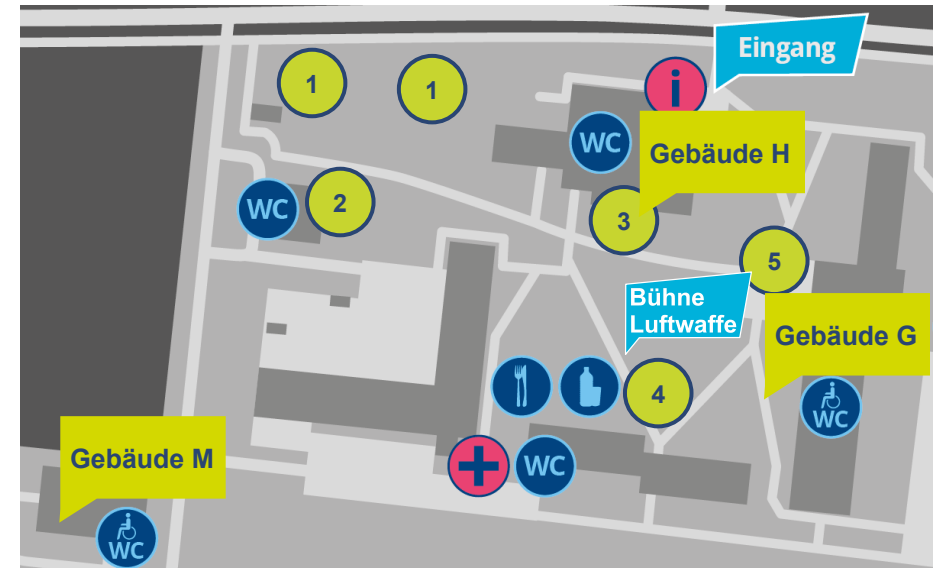 Eingang
1
1
i
WC
Gebäude H
WC
2
3
5
Bühne
Luftwaffe
Gebäude G
4
WC
Gebäude M
WC
WC